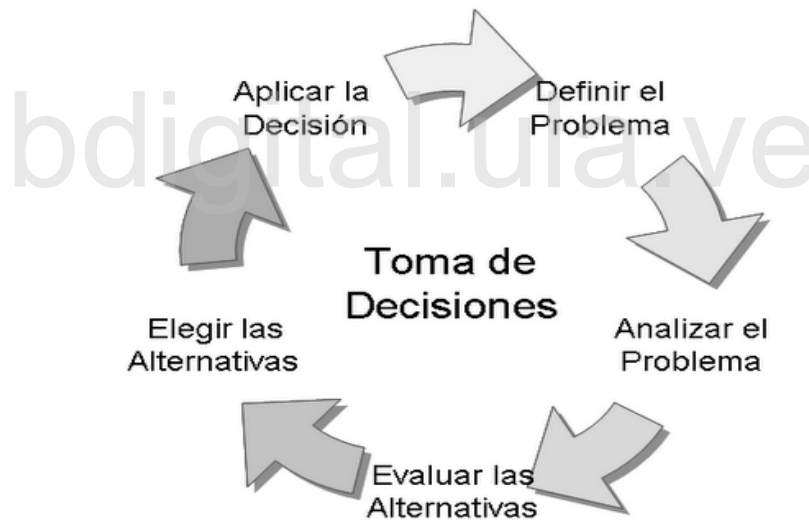 Aplicar la
Decisión
Definir el
Problema
bdigital.ula.ve
Toma de
Decisiones
Elegir las
Alternativas
Analizar el
Problema
Evaluar las
Alternativas